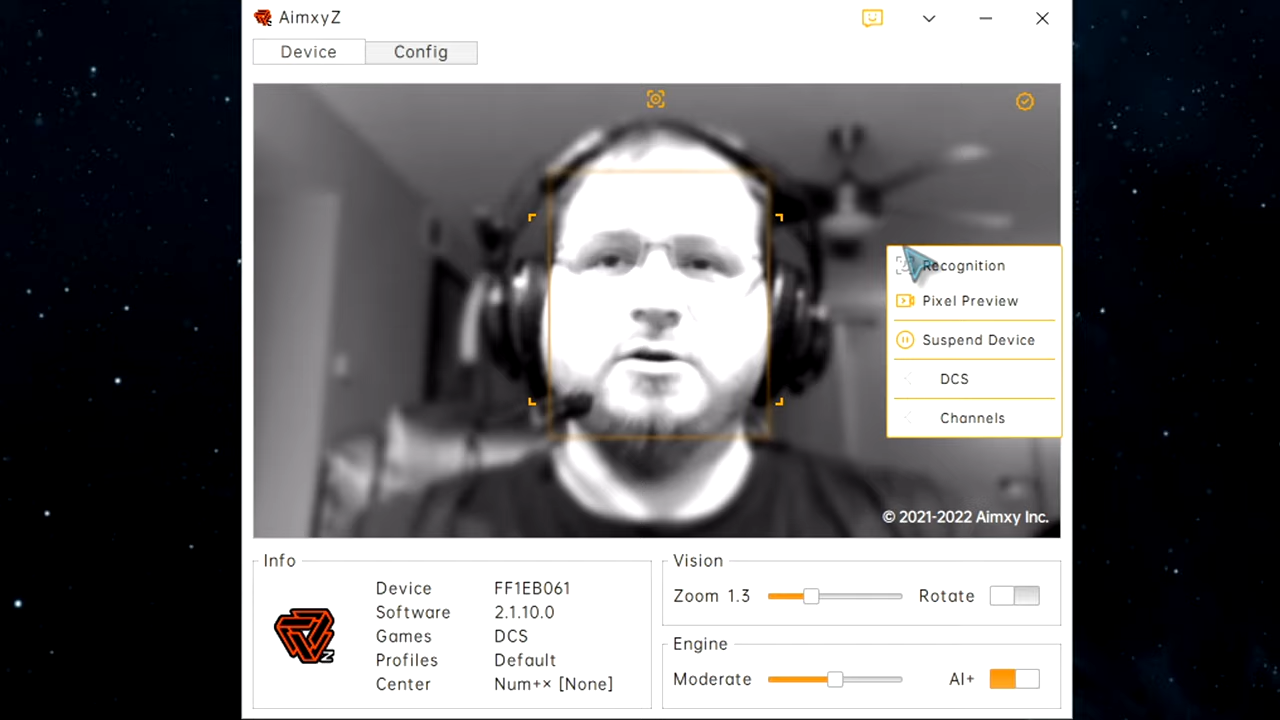 AimxyZ
Device
Config
Recognition
Pixel Preview
Suspend Device
DCS
Channels
© 2021-2022 Aimxy Inc.
Info
Device FF1EB061
Software 2.1.10.0
Games DCS
Profiles Default
Center Num+× [None]
Z
Vision
Zoom 1.3
Rotate
Engine
Moderate
AI+